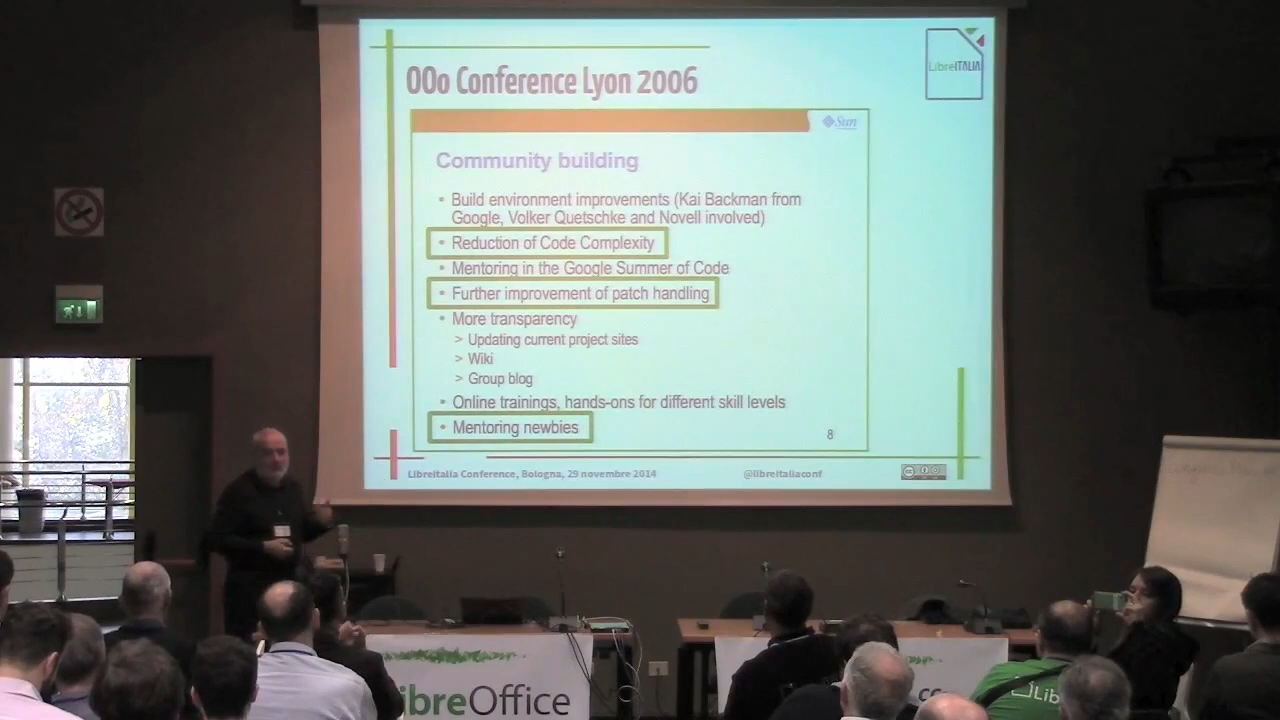 OOo Conference Lyon 2006
LibreITALIA
Sun
Community building
• Build environment improvements (Kai Backman from
Google, Volker Quetschke and Novell involved)
• Reduction of Code Complexity
• Mentoring in the Google Summer of Code
• Further improvement of patch handling
• More transparency
> Updating current project sites
> Wiki
> Group blog
• Online trainings, hands-ons for different skill levels
• Mentoring newbies
8
LibreItalia Conference, Bologna, 29 novembre 2014
@libreitaliaconf
ibreOffice
Lib